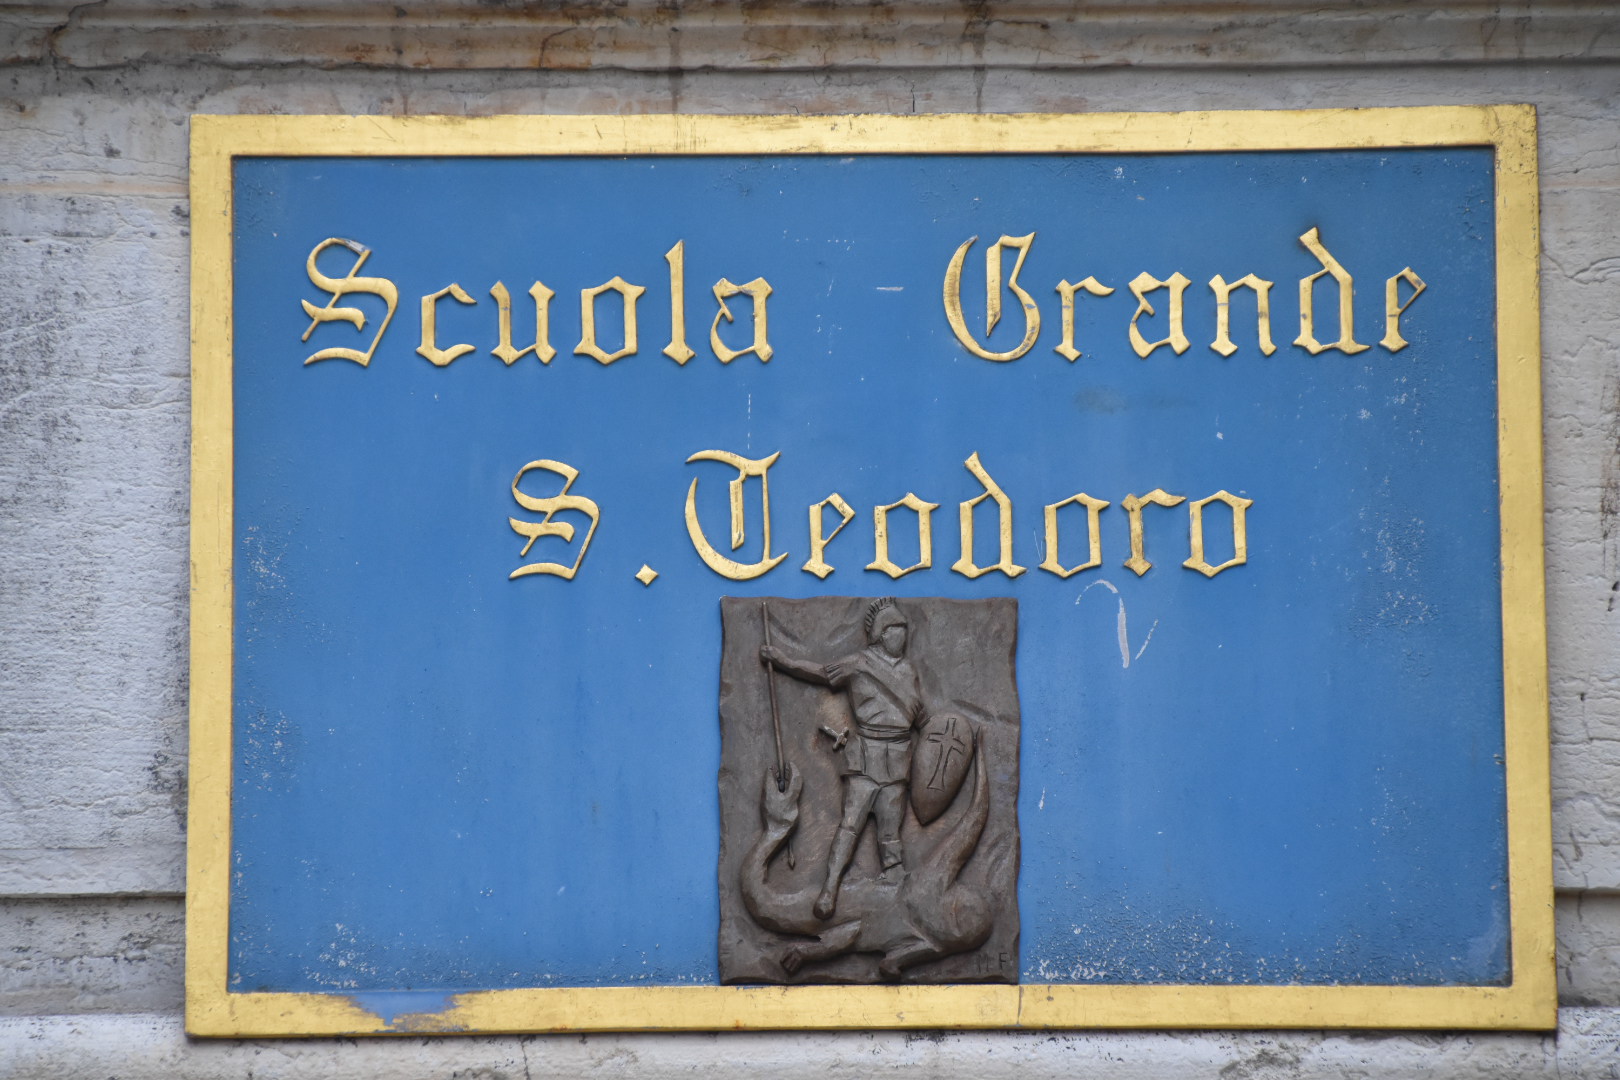 Scuola Grande
S. Teodoro